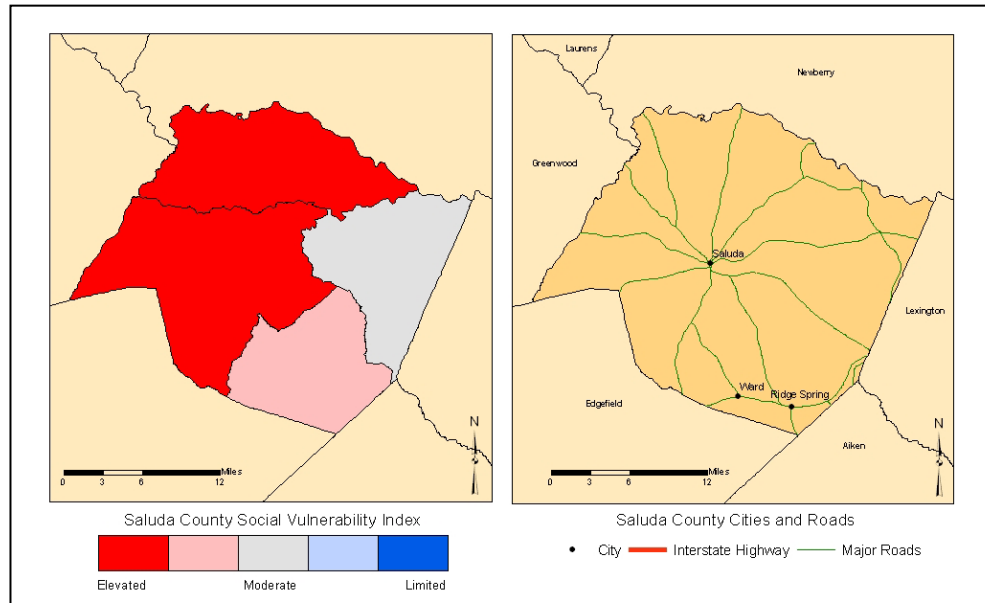 N
Miles
0 3 6 12
Saluda County Social Vulnerability Index
Elevated Moderate Limited
Laurens
Newberry
Greenwood
Saluda
Lexington
Ward
Ridge Spring
Edgefield
Aiken
N
Miles
0 3 6 12
Saluda County Cities and Roads
City Interstate Highway Major Roads